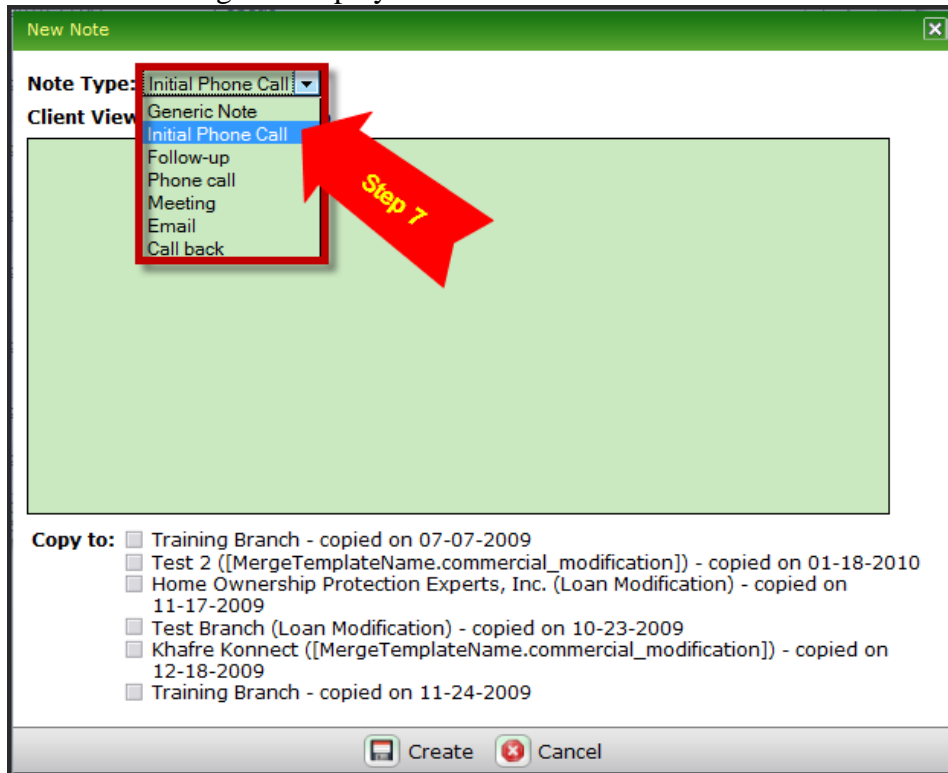 New Note
Note Type: Initial Phone Call
Client View
Generic Note
Initial Phone Call
Follow-up
Phone call
Meeting
Email
Call back
Step 7
Copy to: Training Branch - copied on 07-07-2009
Test 2 ([MergeTemplateName.commercial_modification]) - copied on 01-18-2010
Home Ownership Protection Experts, Inc. (Loan Modification) - copied on
11-17-2009
Test Branch (Loan Modification) - copied on 10-23-2009
Khafre Konnect ([MergeTemplateName.commercial_modification]) - copied on
12-18-2009
Training Branch - copied on 11-24-2009
Create Cancel